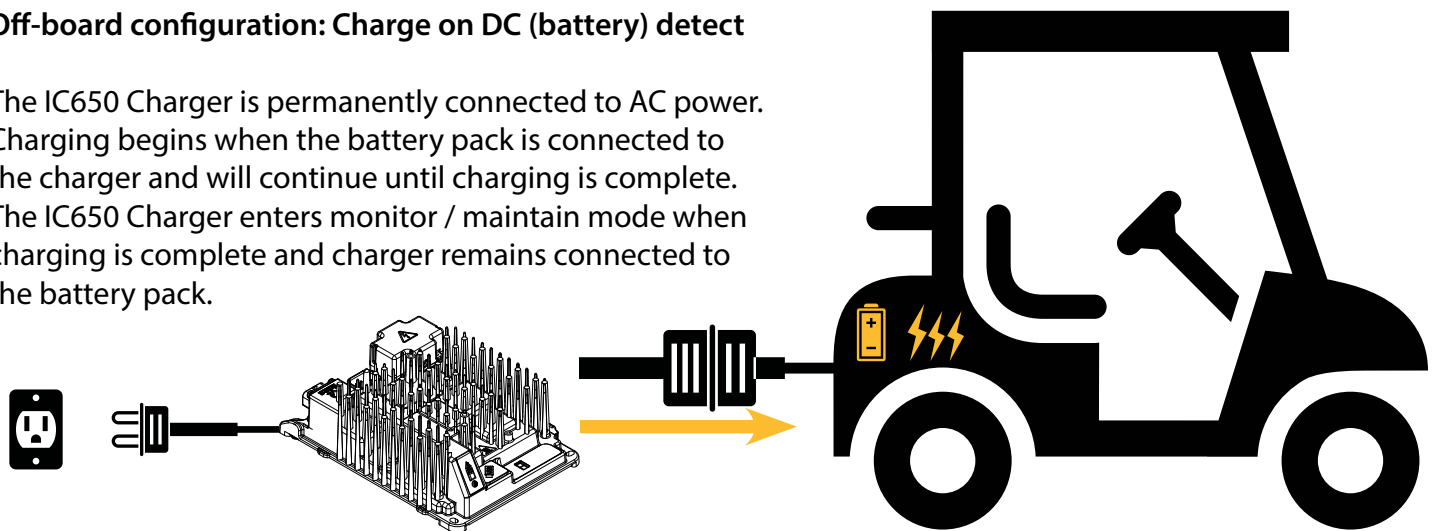 Off-board configuration: Charge on DC (battery) detect
The IC650 Charger is permanently connected to AC power.
Charging begins when the battery pack is connected to
the charger and will continue until charging is complete.
The IC650 Charger enters monitor / maintain mode when
charging is complete and charger remains connected to
the battery pack.